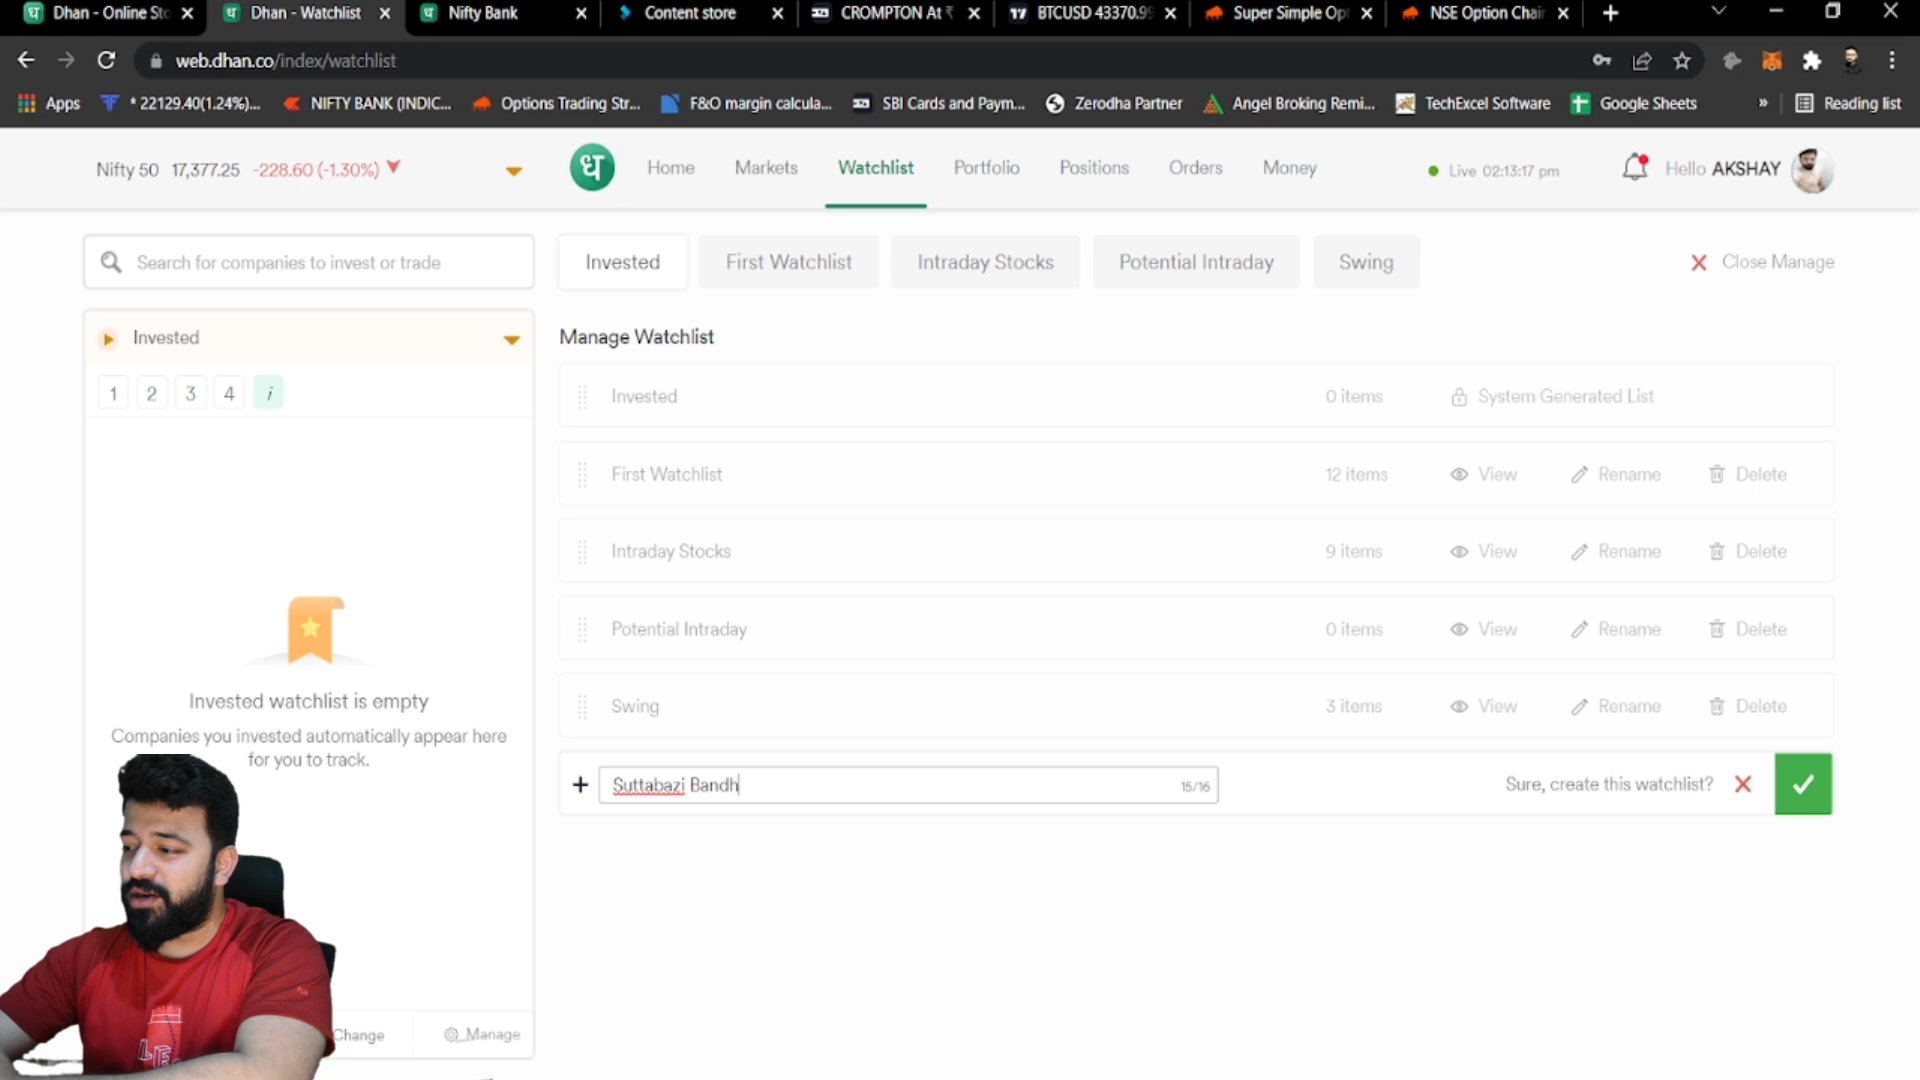 Dhan - Online Sto
Dhan - Watchlist
Nifty Bank
Content store
CROMPTON At ₹
BTCUSD 43370.99
Super Simple Opt
NSE Option Chain
web.dhan.co/index/watchlist
Apps
* 22129.40(1.24%)...
NIFTY BANK (INDIC...
Options Trading Str...
F&O margin calcula...
SBI Cards and Paym...
Zerodha Partner
Angel Broking Remi...
TechExcel Software
Google Sheets
»
Reading list
Nifty 50 17,377.25 -228.60 (-1.30%)
ध
Home
Markets
Watchlist
Portfolio
Positions
Orders
Money
Live 02:13:17 pm
Hello AKSHAY
Search for companies to invest or trade
Invested
First Watchlist
Intraday Stocks
Potential Intraday
Swing
Close Manage
Invested
1 2 3 4 i
Invested watchlist is empty
Companies you invested automatically appear here
for you to track.
Change
Manage
Manage Watchlist
Invested 0 items System Generated List
First Watchlist 12 items View Rename Delete
Intraday Stocks 9 items View Rename Delete
Potential Intraday 0 items View Rename Delete
Swing 3 items View Rename Delete
+ Suttabazi Bandh 15/16 Sure, create this watchlist?